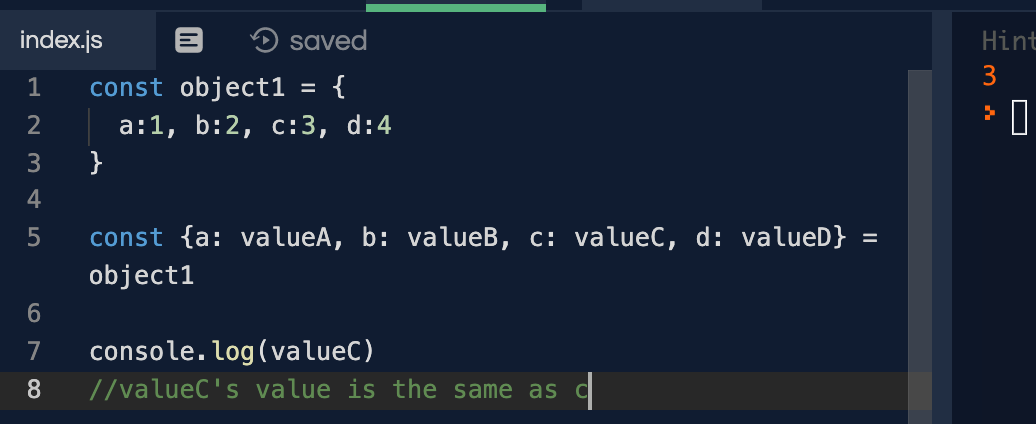 index.js saved
Hint
3
1 const object1 = {
2 a:1, b:2, c:3, d:4
3 }
4
5 const {a: valueA, b: valueB, c: valueC, d: valueD} =
object1
6
7 console.log(valueC)
8 //valueC's value is the same as c